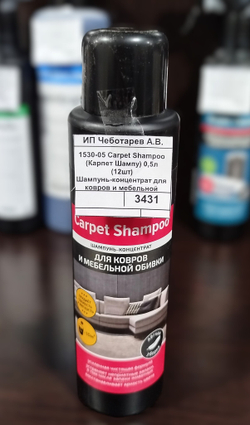 ИП Чеботарев А.В.
1530-05 Carpet Shampoo
(Карпет Шампу) 0,5л
(12шт)
Шампунь-концентрат для
ковров и мебельной
3431
Carpet Shampoo
ШАМПУНЬ-КОНЦЕНТРАТ
ДЛЯ КОВРОВ
И МЕБЕЛЬНОЙ ОБИВКИ